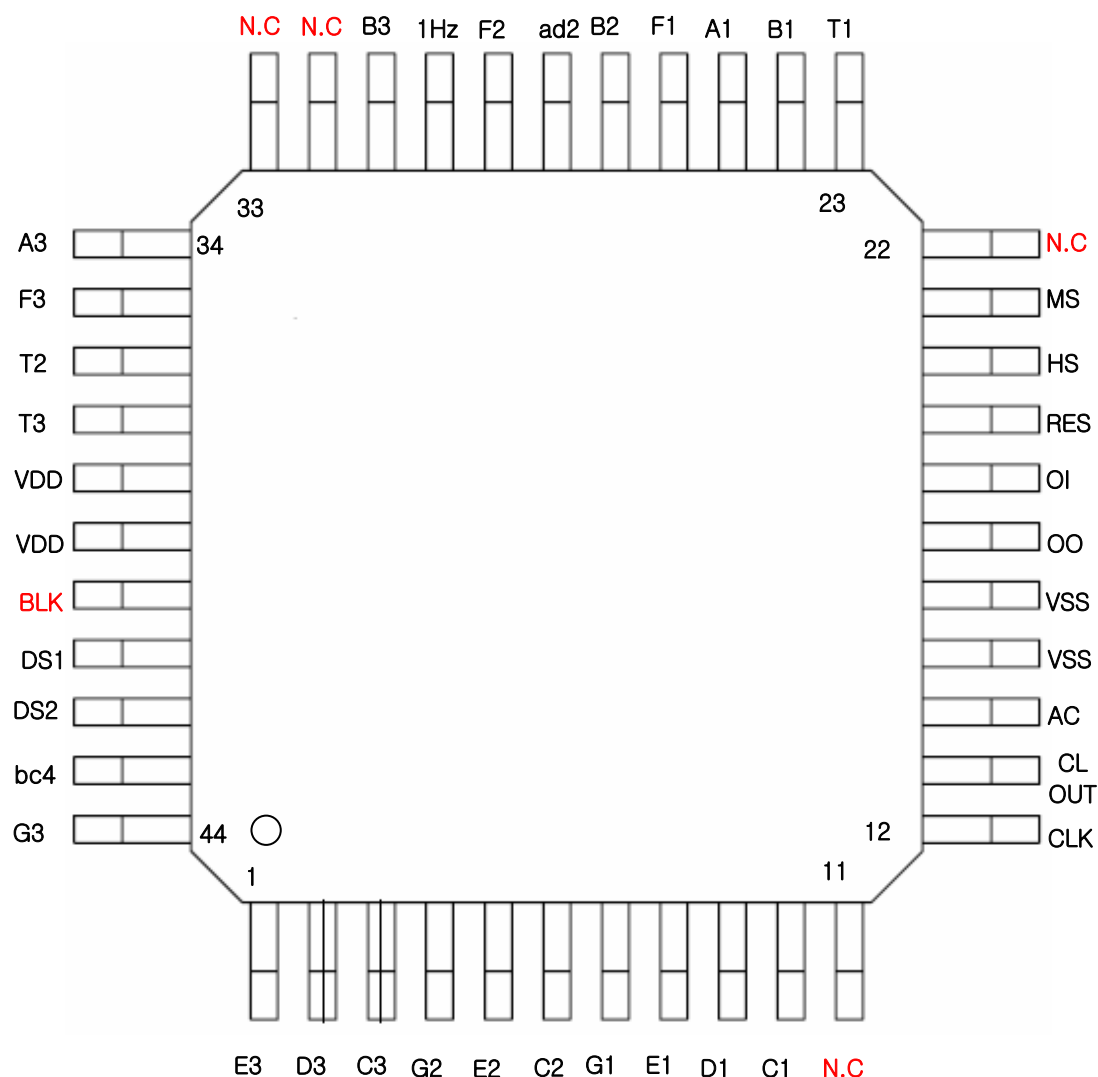 N.C N.C B3 1Hz F2 ad2 B2 F1 A1 B1 T1
33 23
A3 34 22 N.C
F3 MS
T2 HS
T3 RES
VDD OI
VDD OO
BLK VSS
DS1 VSS
DS2 AC
bc4 CL
OUT
G3 44 12 CLK
1 11
E3 D3 C3 G2 E2 C2 G1 E1 D1 C1 N.C